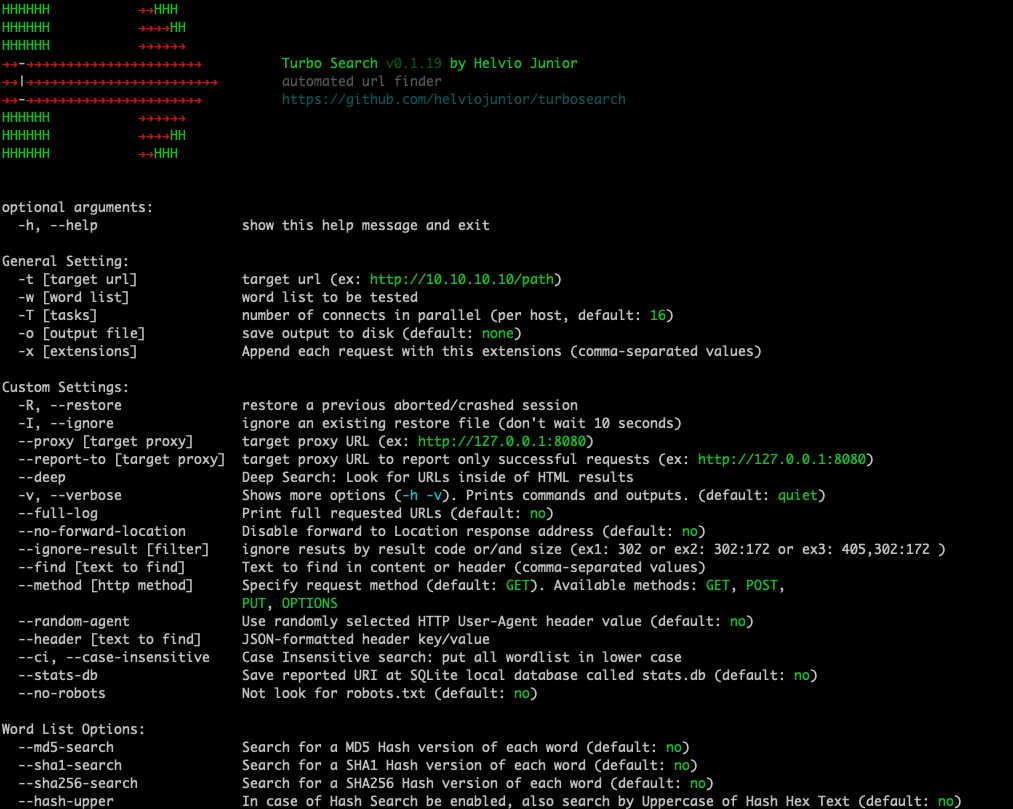 HHHHHH →→HHH
HHHHHH →→→→HH
HHHHHH →→→→→→
→→-→→→→→→→→→→→→→→→→→→→→→→ Turbo Search v0.1.19 by Helvio Junior
→→|→→→→→→→→→→→→→→→→→→→→→→→→ automated url finder
→→-→→→→→→→→→→→→→→→→→→→→→→ https://github.com/helviojunior/turbosearch
HHHHHH →→→→→→
HHHHHH →→→→HH
HHHHHH →→HHH
optional arguments:
-h, --help show this help message and exit
General Setting:
-t [target url] target url (ex: http://10.10.10.10/path)
-w [word list] word list to be tested
-T [tasks] number of connects in parallel (per host, default: 16)
-o [output file] save output to disk (default: none)
-x [extensions] Append each request with this extensions (comma-separated values)
Custom Settings:
-R, --restore restore a previous aborted/crashed session
-I, --ignore ignore an existing restore file (don't wait 10 seconds)
--proxy [target proxy] target proxy URL (ex: http://127.0.0.1:8080)
--report-to [target proxy] target proxy URL to report only successful requests (ex: http://127.0.0.1:8080)
--deep Deep Search: Look for URLs inside of HTML results
-v, --verbose Shows more options (-h -v). Prints commands and outputs. (default: quiet)
--full-log Print full requested URLs (default: no)
--no-forward-location Disable forward to Location response address (default: no)
--ignore-result [filter] ignore resuts by result code or/and size (ex1: 302 or ex2: 302:172 or ex3: 405,302:172 )
--find [text to find] Text to find in content or header (comma-separated values)
--method [http method] Specify request method (default: GET). Available methods: GET, POST,
PUT, OPTIONS
--random-agent Use randomly selected HTTP User-Agent header value (default: no)
--header [text to find] JSON-formatted header key/value
--ci, --case-insensitive Case Insensitive search: put all wordlist in lower case
--stats-db Save reported URI at SQLite local database called stats.db (default: no)
--no-robots Not look for robots.txt (default: no)
Word List Options:
--md5-search Search for a MD5 Hash version of each word (default: no)
--sha1-search Search for a SHA1 Hash version of each word (default: no)
--sha256-search Search for a SHA256 Hash version of each word (default: no)
--hash-upper In case of Hash Search be enabled, also search by Uppercase of Hash Hex Text (default: no)